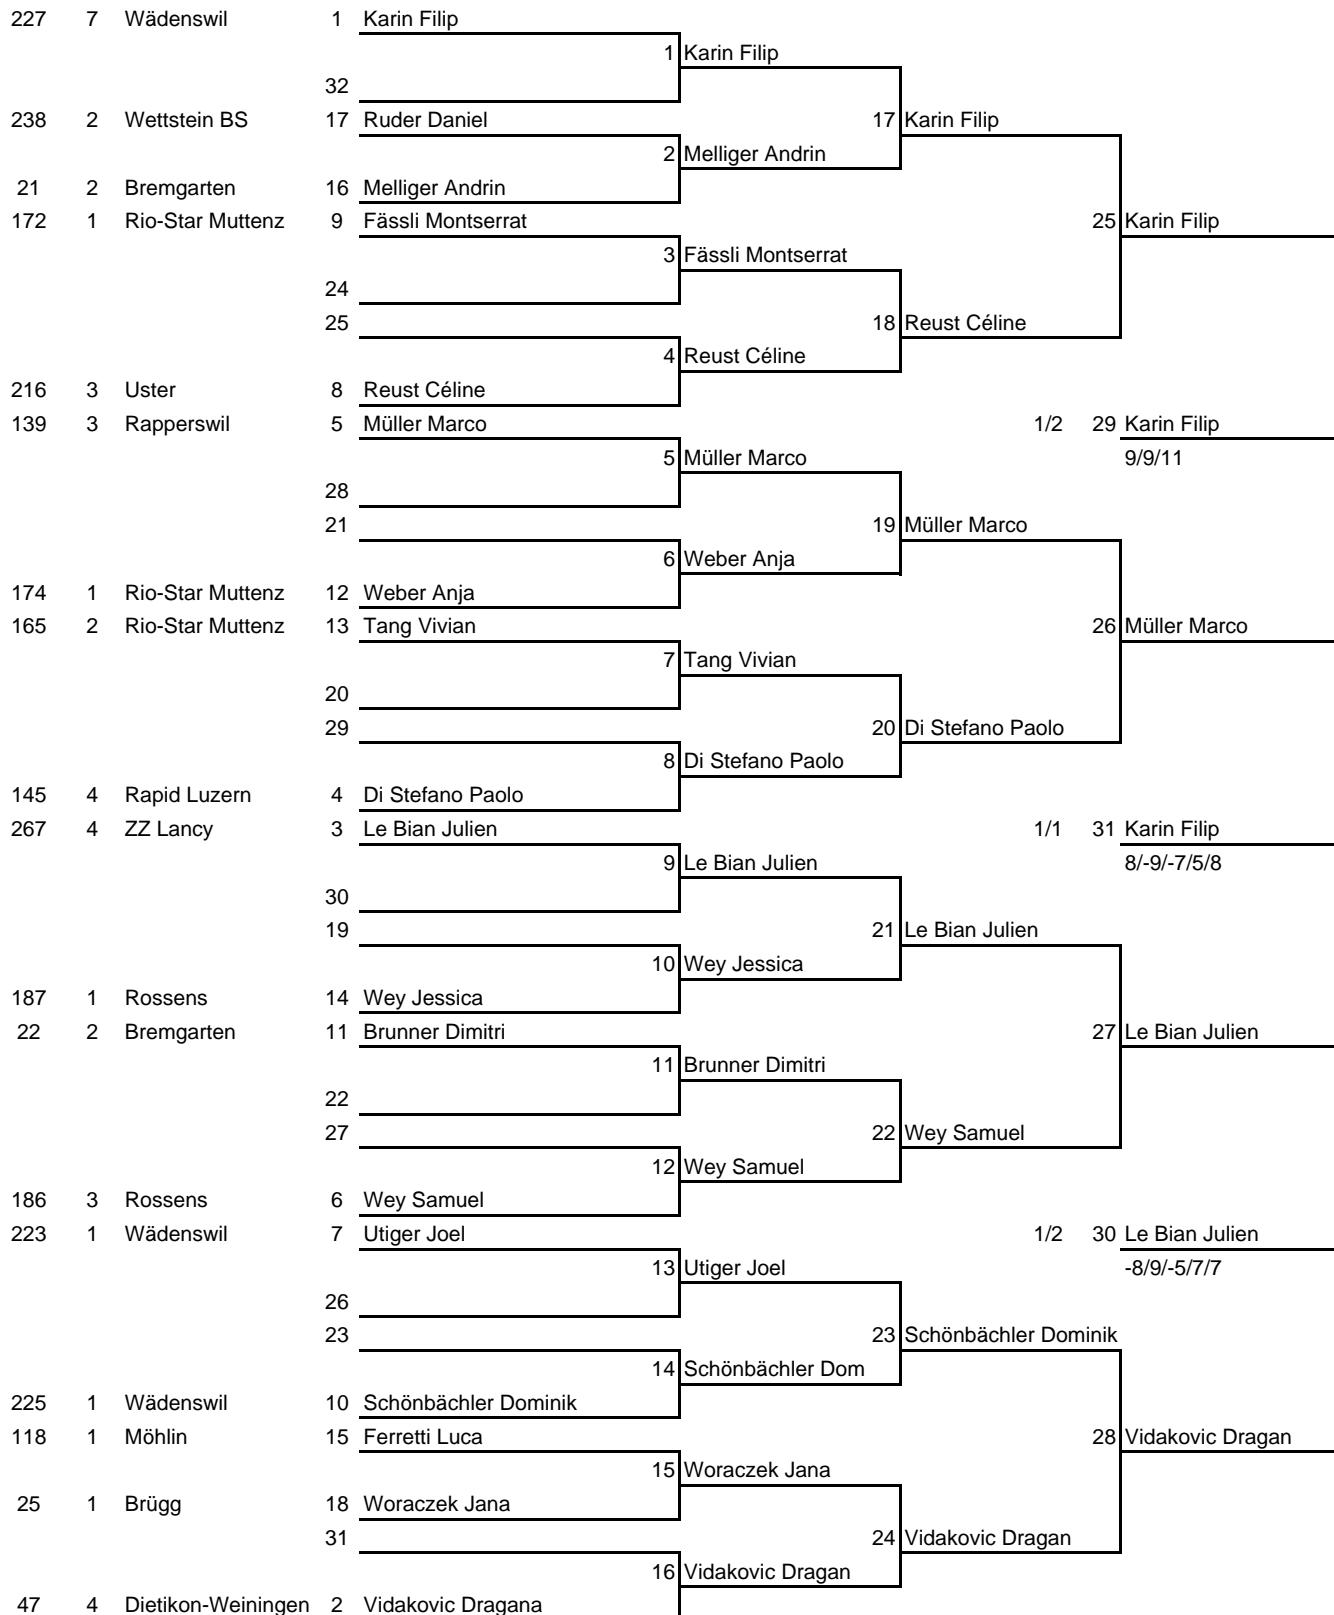 227 7 Wädenswil 1 Karin Filip
1 Karin Filip
32
238 2 Wettstein BS 17 Ruder Daniel 17 Karin Filip
2 Melliger Andrin
21 2 Bremgarten 16 Melliger Andrin
172 1 Rio-Star Muttenz 9 Fässli Montserrat 25 Karin Filip
3 Fässli Montserrat
24
25 18 Reust Céline
4 Reust Céline
216 3 Uster 8 Reust Céline
139 3 Rapperswil 5 Müller Marco 1/2 29 Karin Filip
5 Müller Marco 9/9/11
28
21 19 Müller Marco
6 Weber Anja
174 1 Rio-Star Muttenz 12 Weber Anja
165 2 Rio-Star Muttenz 13 Tang Vivian 26 Müller Marco
7 Tang Vivian
20
29 20 Di Stefano Paolo
8 Di Stefano Paolo
145 4 Rapid Luzern 4 Di Stefano Paolo
267 4 ZZ Lancy 3 Le Bian Julien 1/1 31 Karin Filip
9 Le Bian Julien 8/-9/-7/5/8
30
19 21 Le Bian Julien
10 Wey Jessica
187 1 Rossens 14 Wey Jessica
22 2 Bremgarten 11 Brunner Dimitri 27 Le Bian Julien
11 Brunner Dimitri
22
27 22 Wey Samuel
12 Wey Samuel
186 3 Rossens 6 Wey Samuel
223 1 Wädenswil 7 Utiger Joel 1/2 30 Le Bian Julien
13 Utiger Joel -8/9/-5/7/7
26
23 23 Schönbächler Dominik
14 Schönbächler Dom
225 1 Wädenswil 10 Schönbächler Dominik
118 1 Möhlin 15 Ferretti Luca 28 Vidakovic Dragan
15 Woraczek Jana
25 1 Brügg 18 Woraczek Jana
31 24 Vidakovic Dragan
16 Vidakovic Dragan
47 4 Dietikon-Weiningen 2 Vidakovic Dragana